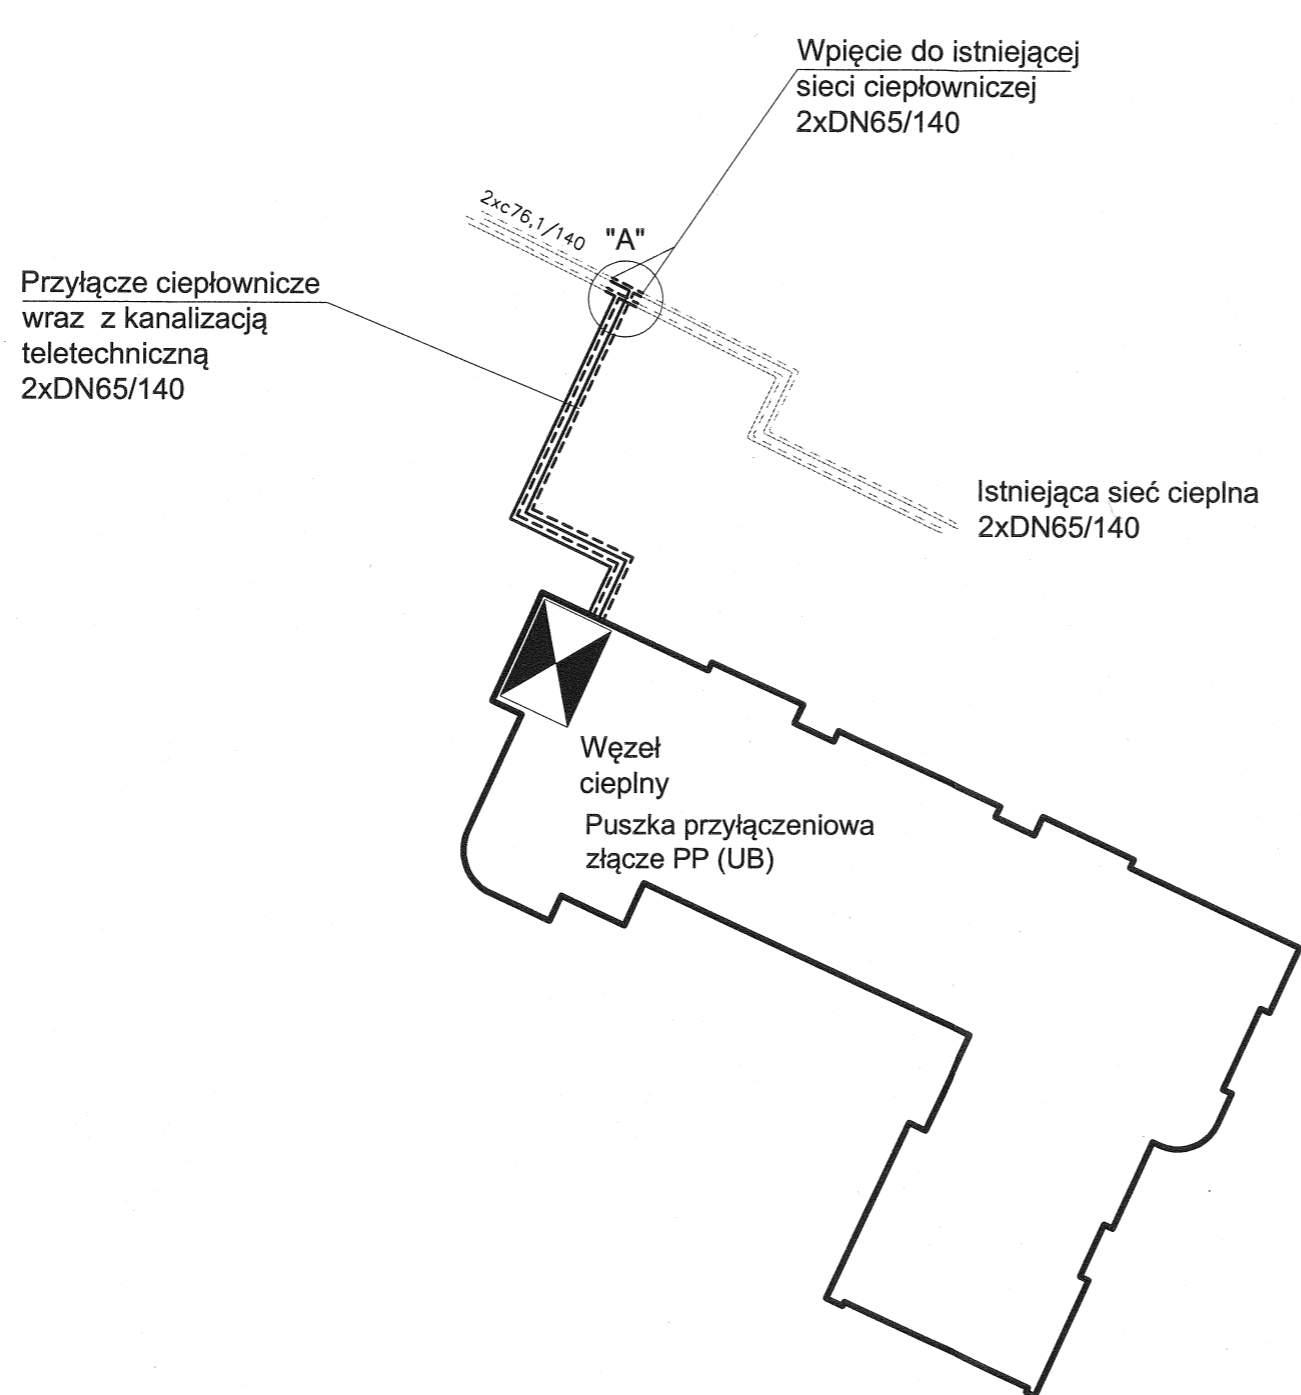 Wpięcie do istniejącej
sieci ciepłowniczej
2xDN65/140
2xc76,1/140
"A"
Przyłącze ciepłownicze
wraz z kanalizacją
teletechniczną
2xDN65/140
Istniejąca sieć cieplna
2xDN65/140
Węzeł
cieplny
Puszka przyłączeniowa
złącze PP (UB)